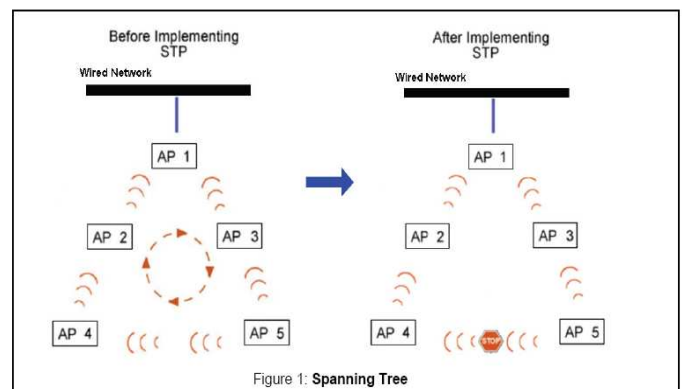 Before Implementing
STP
Wired Network
AP 1
AP 2
AP 3
AP 4
AP 5
After Implementing
STP
Wired Network
AP 1
AP 2
AP 3
AP 4
STOP
AP 5
Figure 1: Spanning Tree